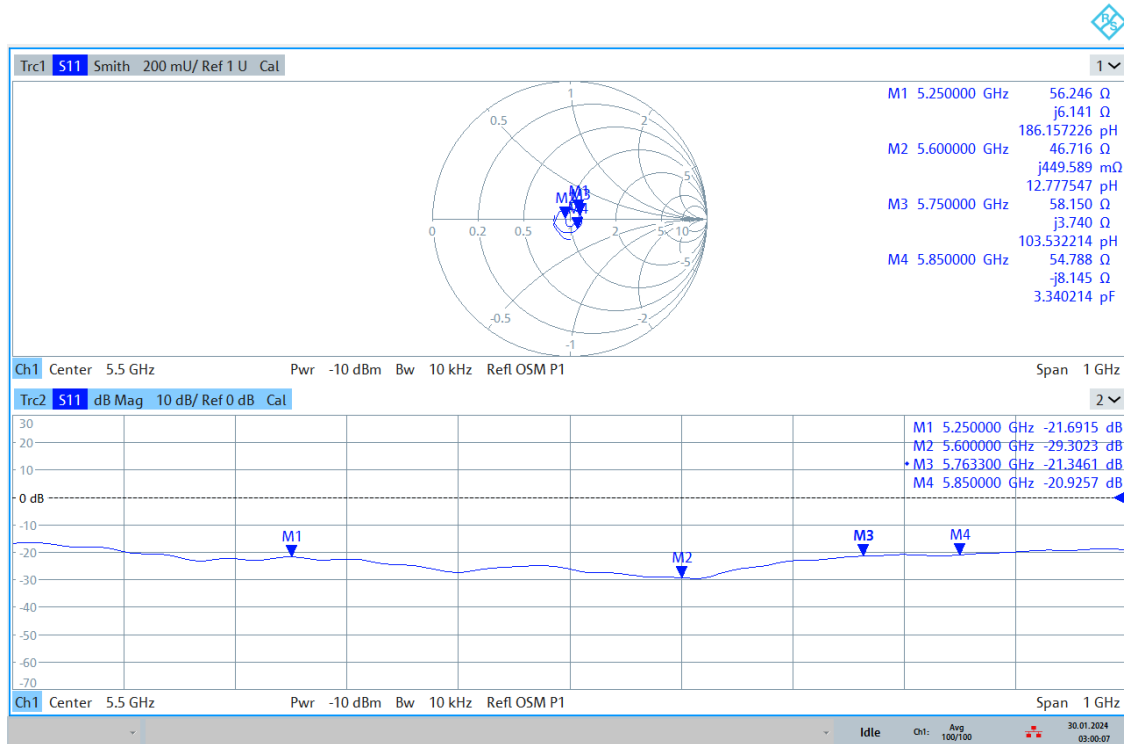 R&S
Trc1 S11 Smith 200 mU/ Ref 1 U Cal 1
M1 5.250000 GHz 56.246 Ω
j6.141 Ω
186.157226 pH
M2 5.600000 GHz 46.716 Ω
j449.589 mΩ
12.777547 pH
M3 5.750000 GHz 58.150 Ω
j3.740 Ω
103.532214 pH
M4 5.850000 GHz 54.788 Ω
-j8.145 Ω
3.340214 pF
1
0.5 2
5
M1
M2 M3
M4
0 0.2 0.5 2 5 10
-5
-0.5 -2
-1
Ch1 Center 5.5 GHz Pwr -10 dBm Bw 10 kHz Refl OSM P1 Span 1 GHz
Trc2 S11 dB Mag 10 dB/ Ref 0 dB Cal 2
M1 5.250000 GHz -21.6915 dB
M2 5.600000 GHz -29.3023 dB
M3 5.763300 GHz -21.3461 dB
M4 5.850000 GHz -20.9257 dB
30
20
10
0 dB
-10
M1 M3 M4
-20
M2
-30
-40
-50
-60
-70
Ch1 Center 5.5 GHz Pwr -10 dBm Bw 10 kHz Refl OSM P1 Span 1 GHz
Idle Ch1: Avg 100/100 30.01.2024
03:00:07